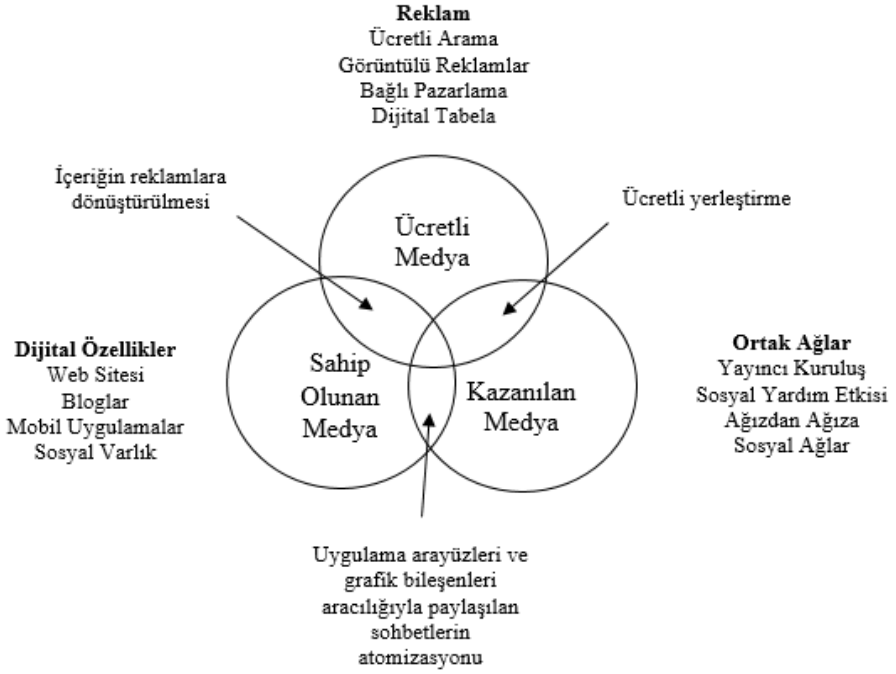 Reklam
Ücretli Arama
Görüntülü Reklamlar
Bağlı Pazarlama
Dijital Tabela
İçeriğin reklamlara
dönüştürülmesi
Ücretli yerleştirme
Ücretli
Medya
Dijital Özellikler
Web Sitesi
Bloglar
Mobil Uygulamalar
Sosyal Varlık
Sahip
Olunan
Medya
Kazanılan
Medya
Ortak Ağlar
Yayıncı Kuruluş
Sosyal Yardım Etkisi
Ağızdan Ağıza
Sosyal Ağlar
Uygulama arayüzleri ve
grafik bileşenleri
aracılığıyla paylaşılan
sohbetlerin
atomizasyonu